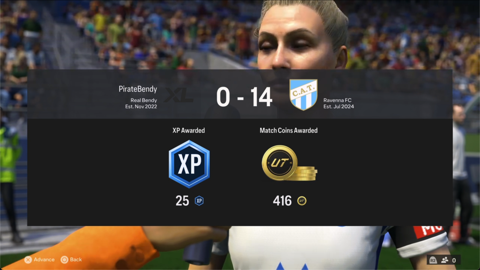 PirateBendy
Real Bendy
Est. Nov 2022
0 - 14
C.A.T.
Ravenna FC
Est. Jul 2024
XP Awarded
XP
25 XP
Match Coins Awarded
UT
416
Advance
Back
0